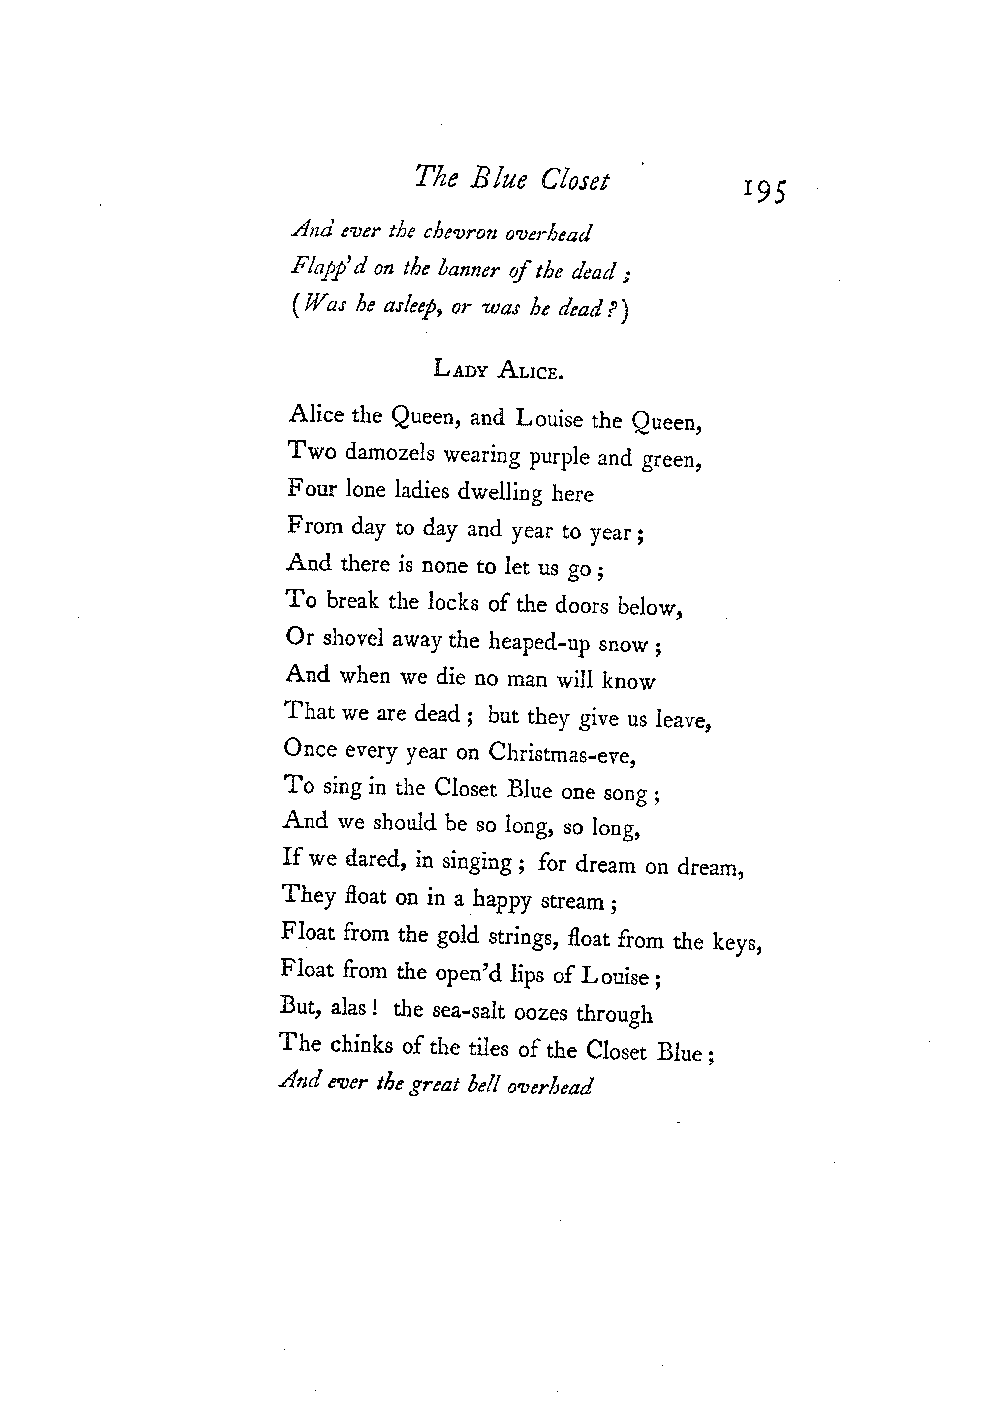 The Blue Closet 195
And ever the chevron overhead
Flapp'd on the banner of the dead ;
(Was he asleep, or was he dead ?)
LADY ALICE.
Alice the Queen, and Louise the Queen,
Two damozels wearing purple and green,
Four lone ladies dwelling here
From day to day and year to year ;
And there is none to let us go ;
To break the locks of the doors below,
Or shovel away the heaped-up snow ;
And when we die no man will know
That we are dead ; but they give us leave,
Once every year on Christmas-eve,
To sing in the Closet Blue one song ;
And we should be so long, so long,
If we dared, in singing ; for dream on dream,
They float on in a happy stream ;
Float from the gold strings, float from the keys,
Float from the open'd lips of Louise ;
But, alas ! the sea-salt oozes through
The chinks of the tiles of the Closet Blue ;
And ever the great bell overhead